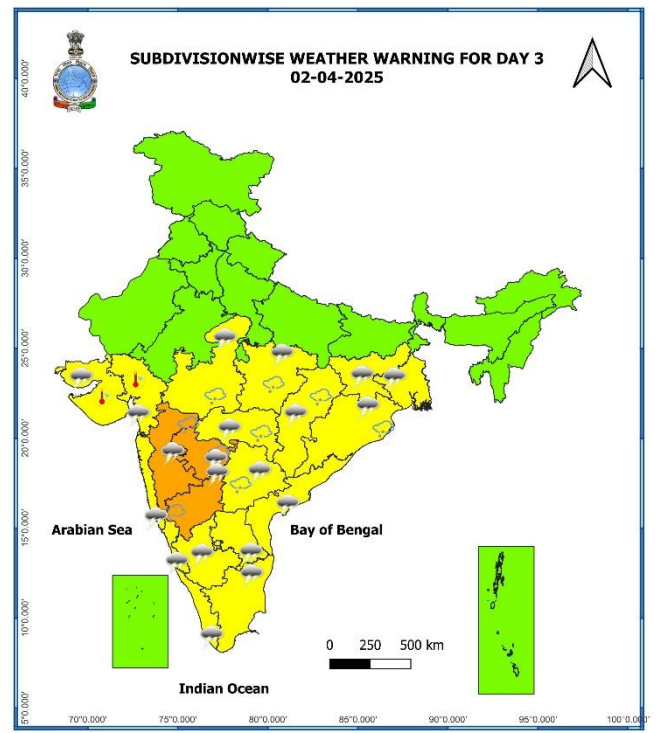 SUBDIVISIONWISE WEATHER WARNING FOR DAY 3
02-04-2025
40°0.000'
35°0.000'
30°0.000'
25°0.000'
20°0.000'
15°0.000'
10°0.000'
5°0.000'
Arabian Sea
Bay of Bengal
0 250 500 km
Indian Ocean
70°0.000' 75°0.000' 80°0.000' 85°0.000' 90°0.000' 95°0.000' 100°0.000'